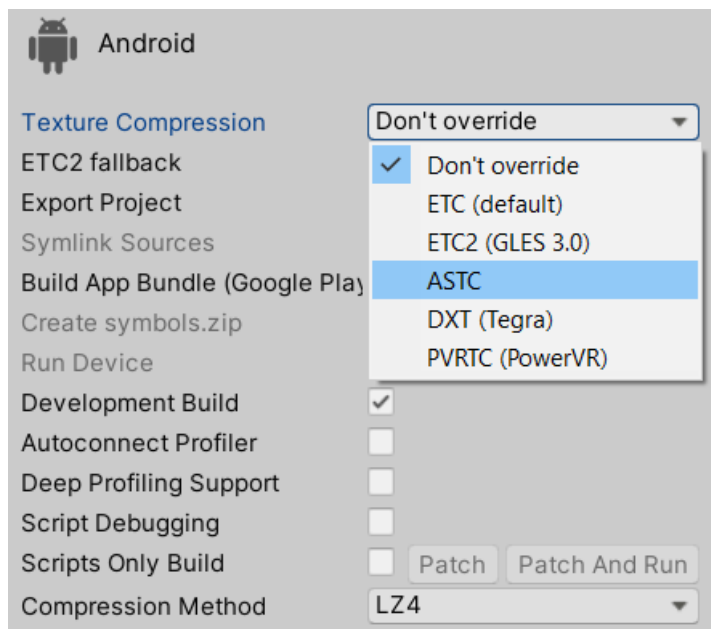 Android
Texture Compression Don't override
ETC2 fallback Don't override
Export Project ETC (default)
Symlink Sources ETC2 (GLES 3.0)
Build App Bundle (Google Play ASTC
Create symbols.zip DXT (Tegra)
Run Device PVRTC (PowerVR)
Development Build
Autoconnect Profiler
Deep Profiling Support
Script Debugging
Scripts Only Build Patch Patch And Run
Compression Method LZ4